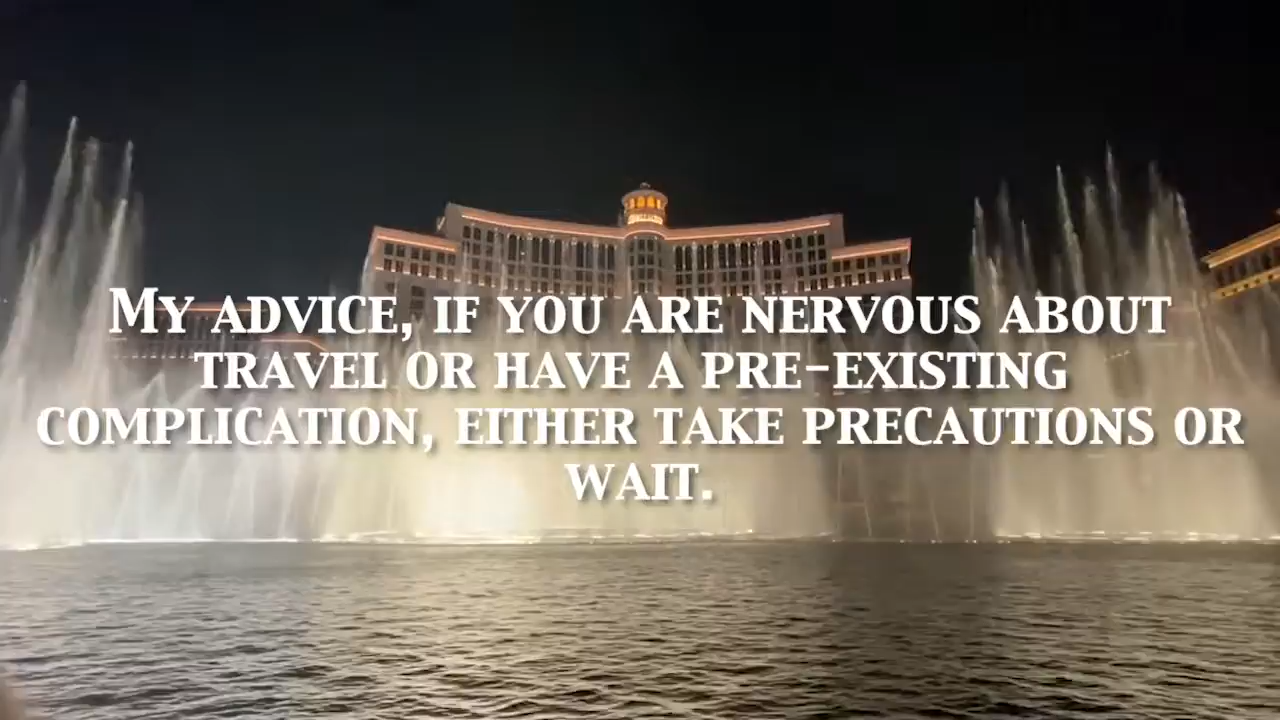 My advice, if you are nervous about
travel or have a pre-existing
complication, either take precautions or
wait.